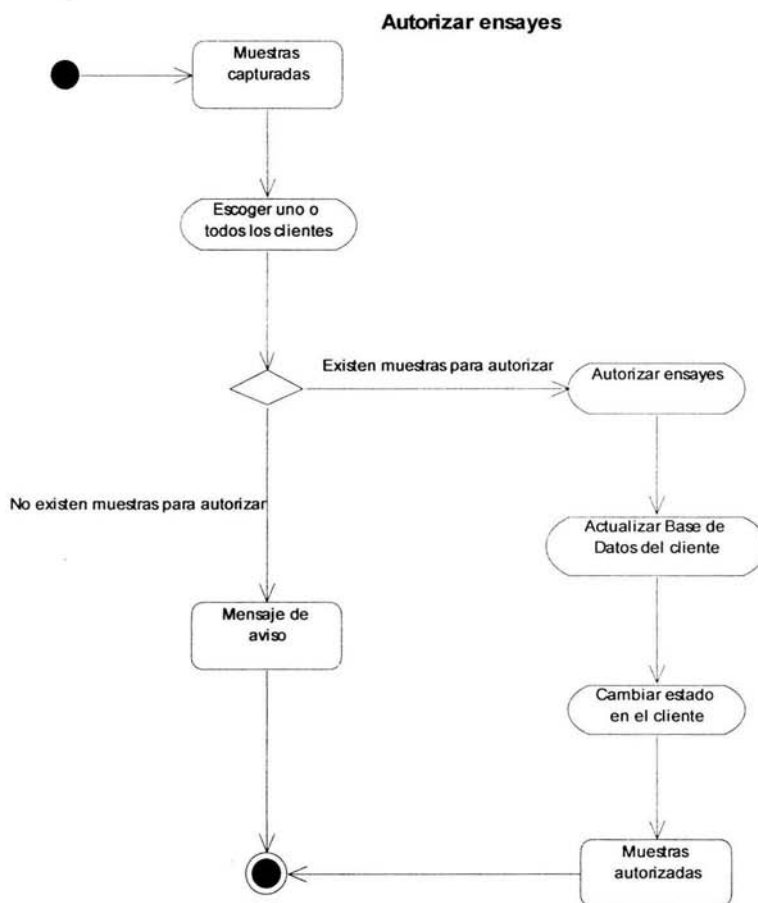 Autorizar ensayes
Muestras
capturadas
Escoger uno o
todos los clientes
Existen muestras para autorizar
Autorizar ensayes
No existen muestras para autorizar
Actualizar Base de
Datos del cliente
Mensaje de
aviso
Cambiar estado
en el cliente
Muestras
autorizadas